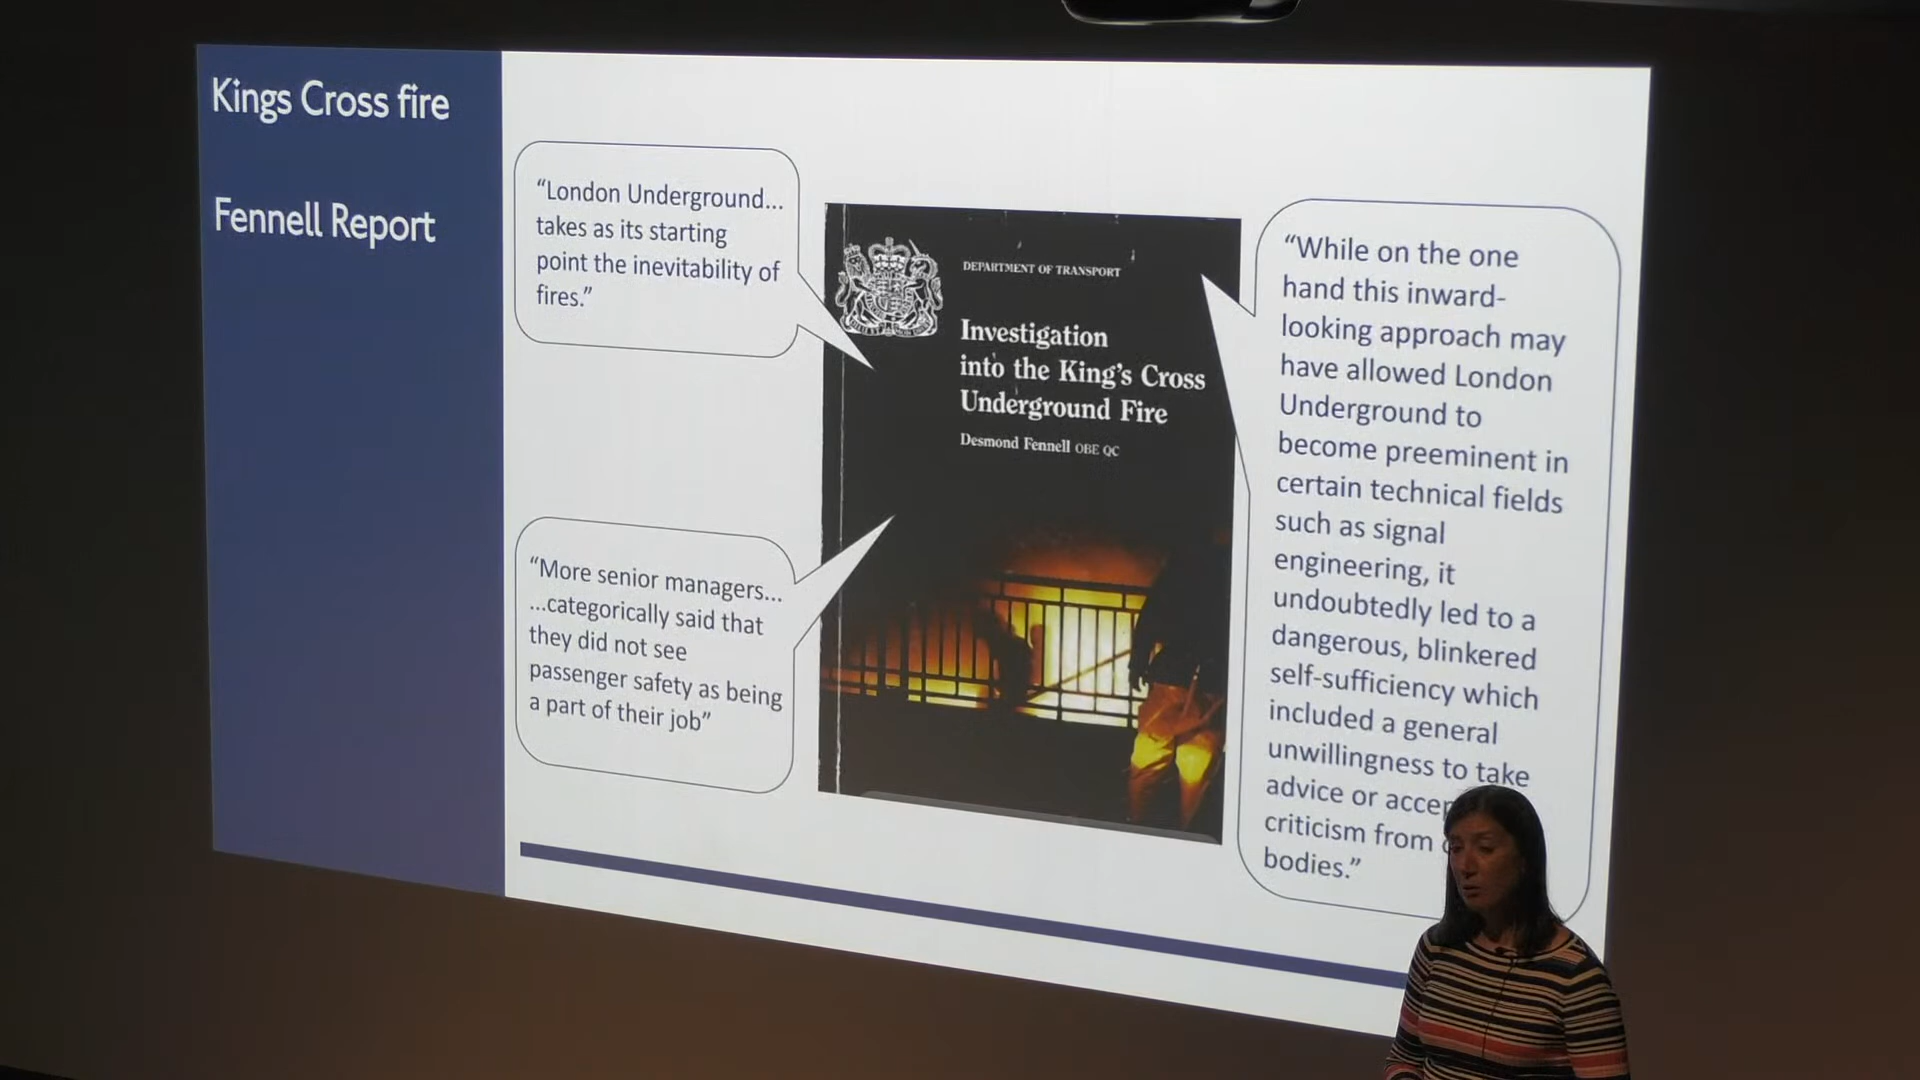 Kings Cross fire
Fennell Report
“London Underground...
takes as its starting
point the inevitability of
fires.”
“More senior managers...
...categorically said that
they did not see
passenger safety as being
a part of their job”
DEPARTMENT OF TRANSPORT
Investigation
into the King's Cross
Underground Fire
Desmond Fennell OBE QC
“While on the one
hand this inward-
looking approach may
have allowed London
Underground to
become preeminent in
certain technical fields
such as signal
engineering, it
undoubtedly led to a
dangerous, blinkered
self-sufficiency which
included a general
unwillingness to take
advice or
criticism from
bodies.”